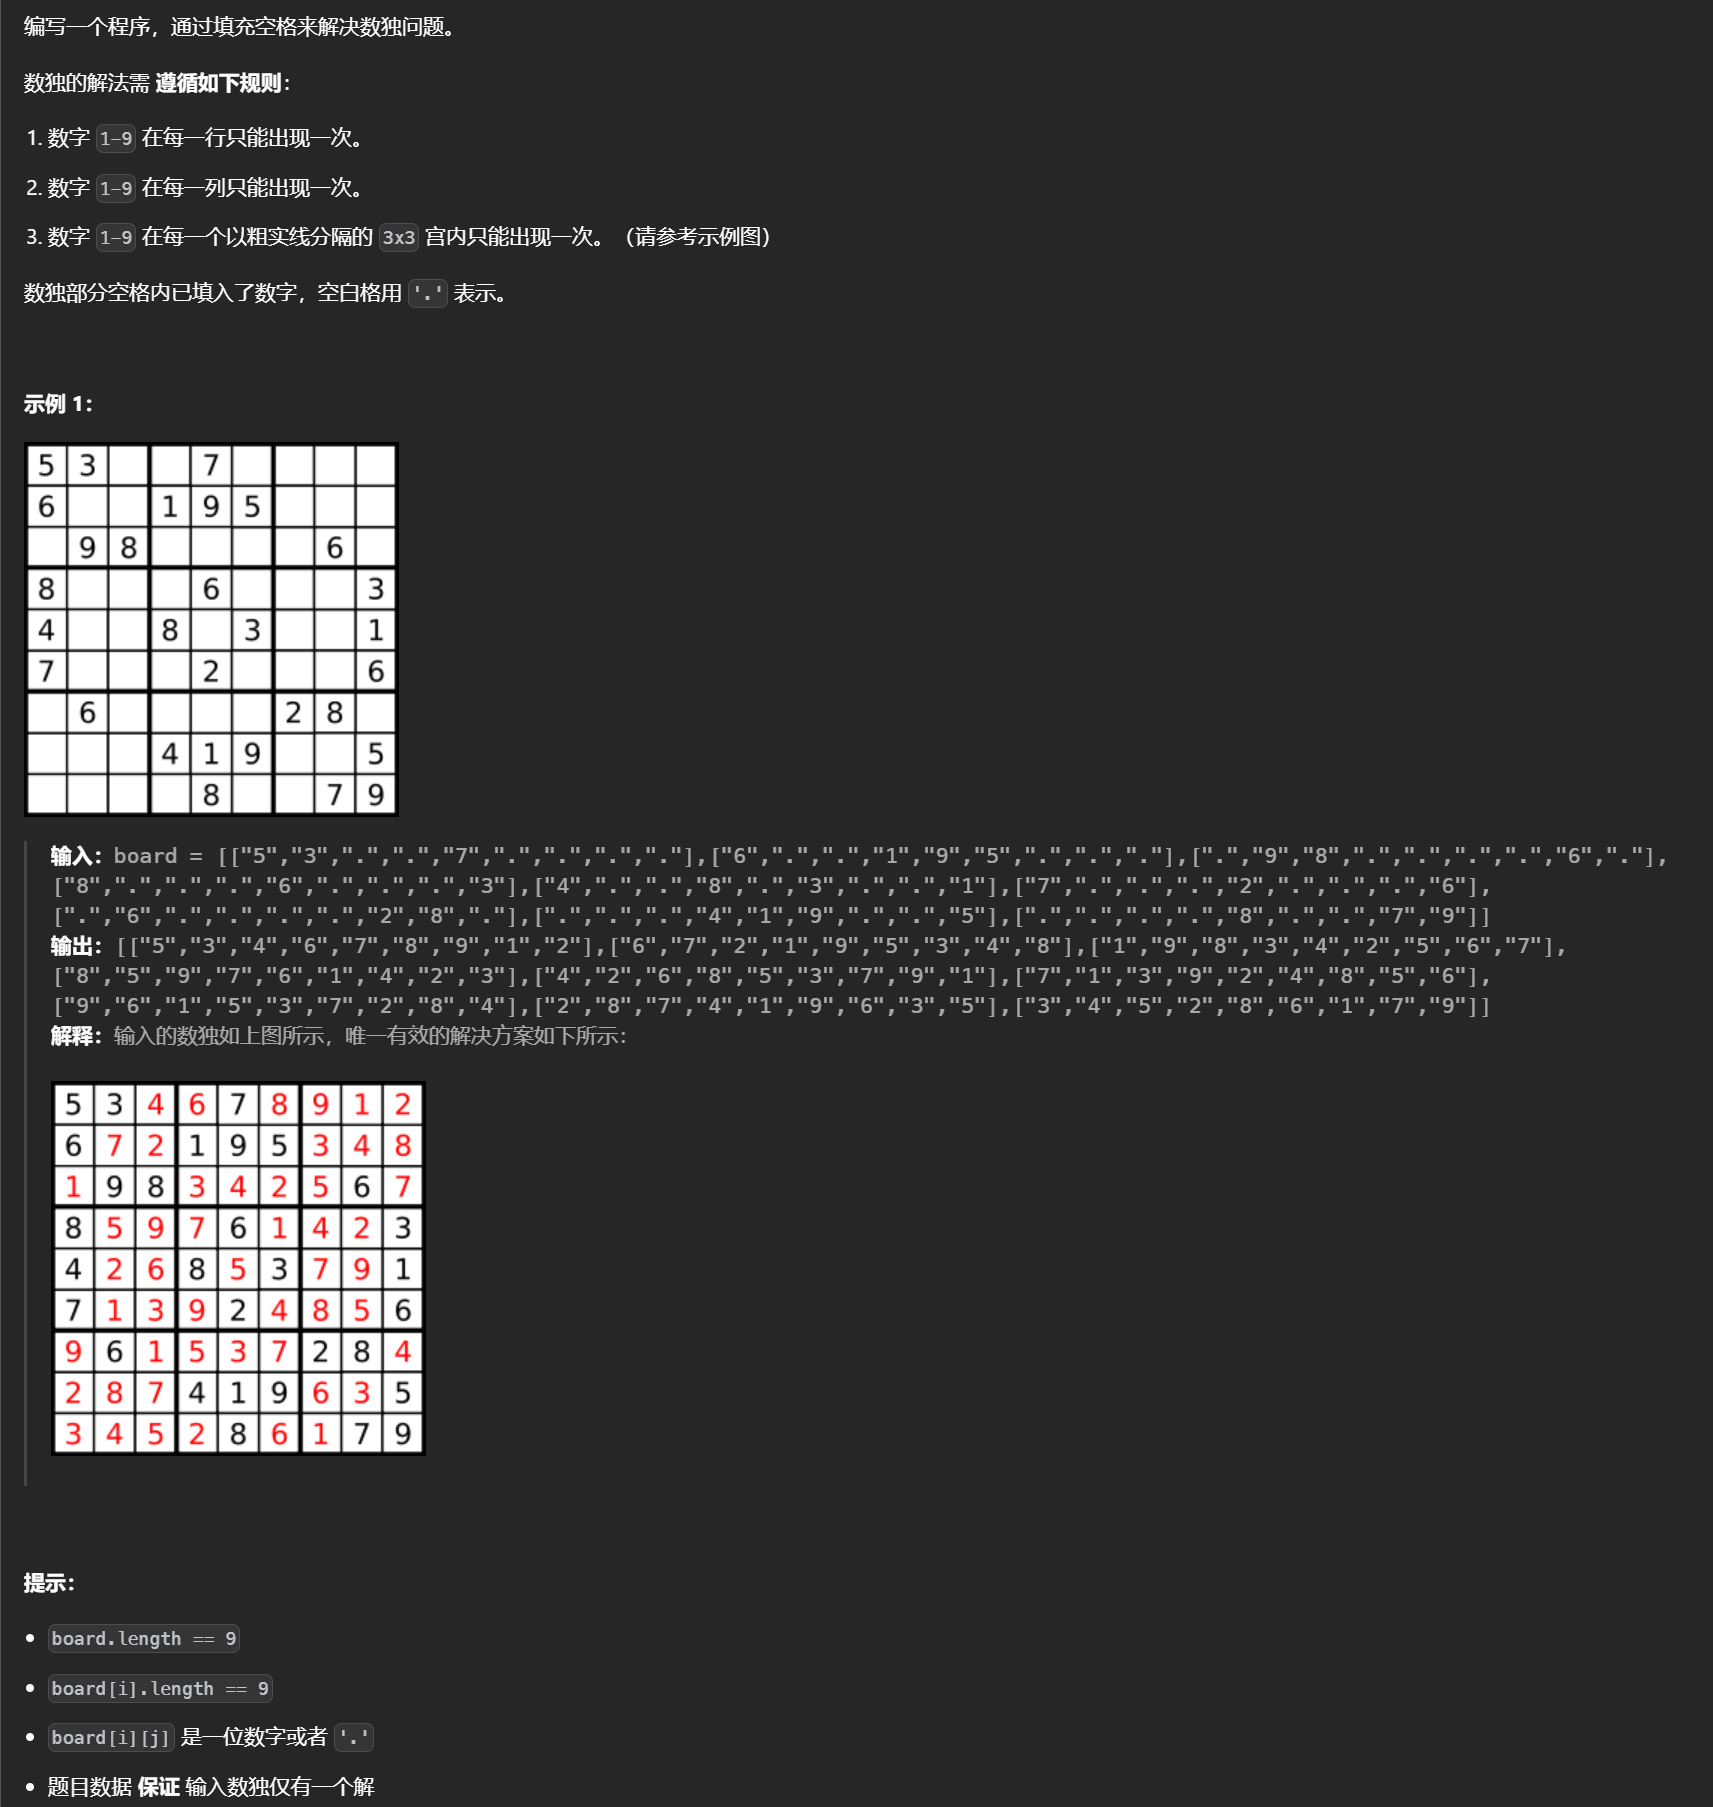 编写一个程序，通过填充空格来解决数独问题。
数独的解法需 遵循如下规则：
1. 数字 1-9 在每一行只能出现一次。
2. 数字 1-9 在每一列只能出现一次。
3. 数字 1-9 在每一个以粗实线分隔的 3x3 宫内只能出现一次。（请参考示例图）
数独部分空格内已填入了数字，空白格用 '.' 表示。
示例 1：
5 3 7
6 1 9 5
9 8 6
8 6 3
4 8 3 1
7 2 6
6 2 8
4 1 9 5
8 7 9
输入：board = [["5","3",".",".","7",".",".",".","."],["6",".",".","1","9","5",".",".","."],[".","9","8",".",".",".",".","6","."],
["8",".",".",".","6",".",".",".","3"],["4",".",".","8",".","3",".",".","1"],["7",".",".",".","2",".",".",".","6"],
[".","6",".",".",".",".","2","8","."],[".",".",".","4","1","9",".",".","5"],[".",".",".",".","8",".",".","7","9"]]
输出：[["5","3","4","6","7","8","9","1","2"],["6","7","2","1","9","5","3","4","8"],["1","9","8","3","4","2","5","6","7"],
["8","5","9","7","6","1","4","2","3"],["4","2","6","8","5","3","7","9","1"],["7","1","3","9","2","4","8","5","6"],
["9","6","1","5","3","7","2","8","4"],["2","8","7","4","1","9","6","3","5"],["3","4","5","2","8","6","1","7","9"]]
解释：输入的数独如上图所示，唯一有效的解决方案如下所示：
5 3 4 6 7 8 9 1 2
6 7 2 1 9 5 3 4 8
1 9 8 3 4 2 5 6 7
8 5 9 7 6 1 4 2 3
4 2 6 8 5 3 7 9 1
7 1 3 9 2 4 8 5 6
9 6 1 5 3 7 2 8 4
2 8 7 4 1 9 6 3 5
3 4 5 2 8 6 1 7 9
提示：
• board.length == 9
• board[i].length == 9
• board[i][j] 是一位数字或者 '.'
• 题目数据 保证 输入数独仅有一个解